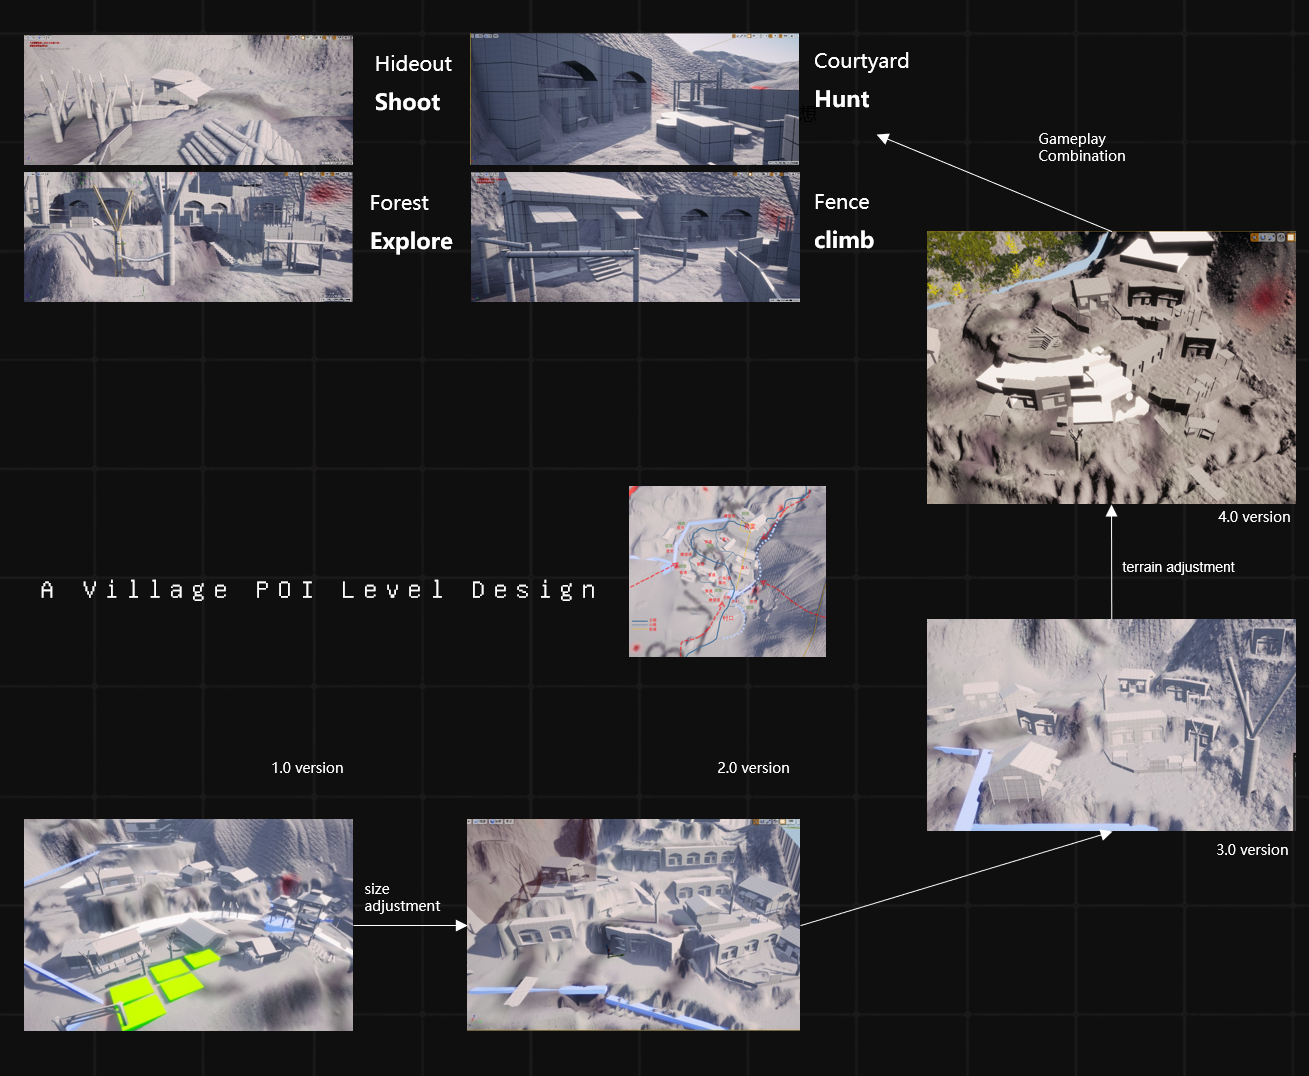 Hideout
Shoot
Courtyard
Hunt
Gameplay
Combination
Forest
Explore
Fence
climb
4.0 version
terrain adjustment
A Village POI Level Design
1.0 version
2.0 version
3.0 version
size
adjustment